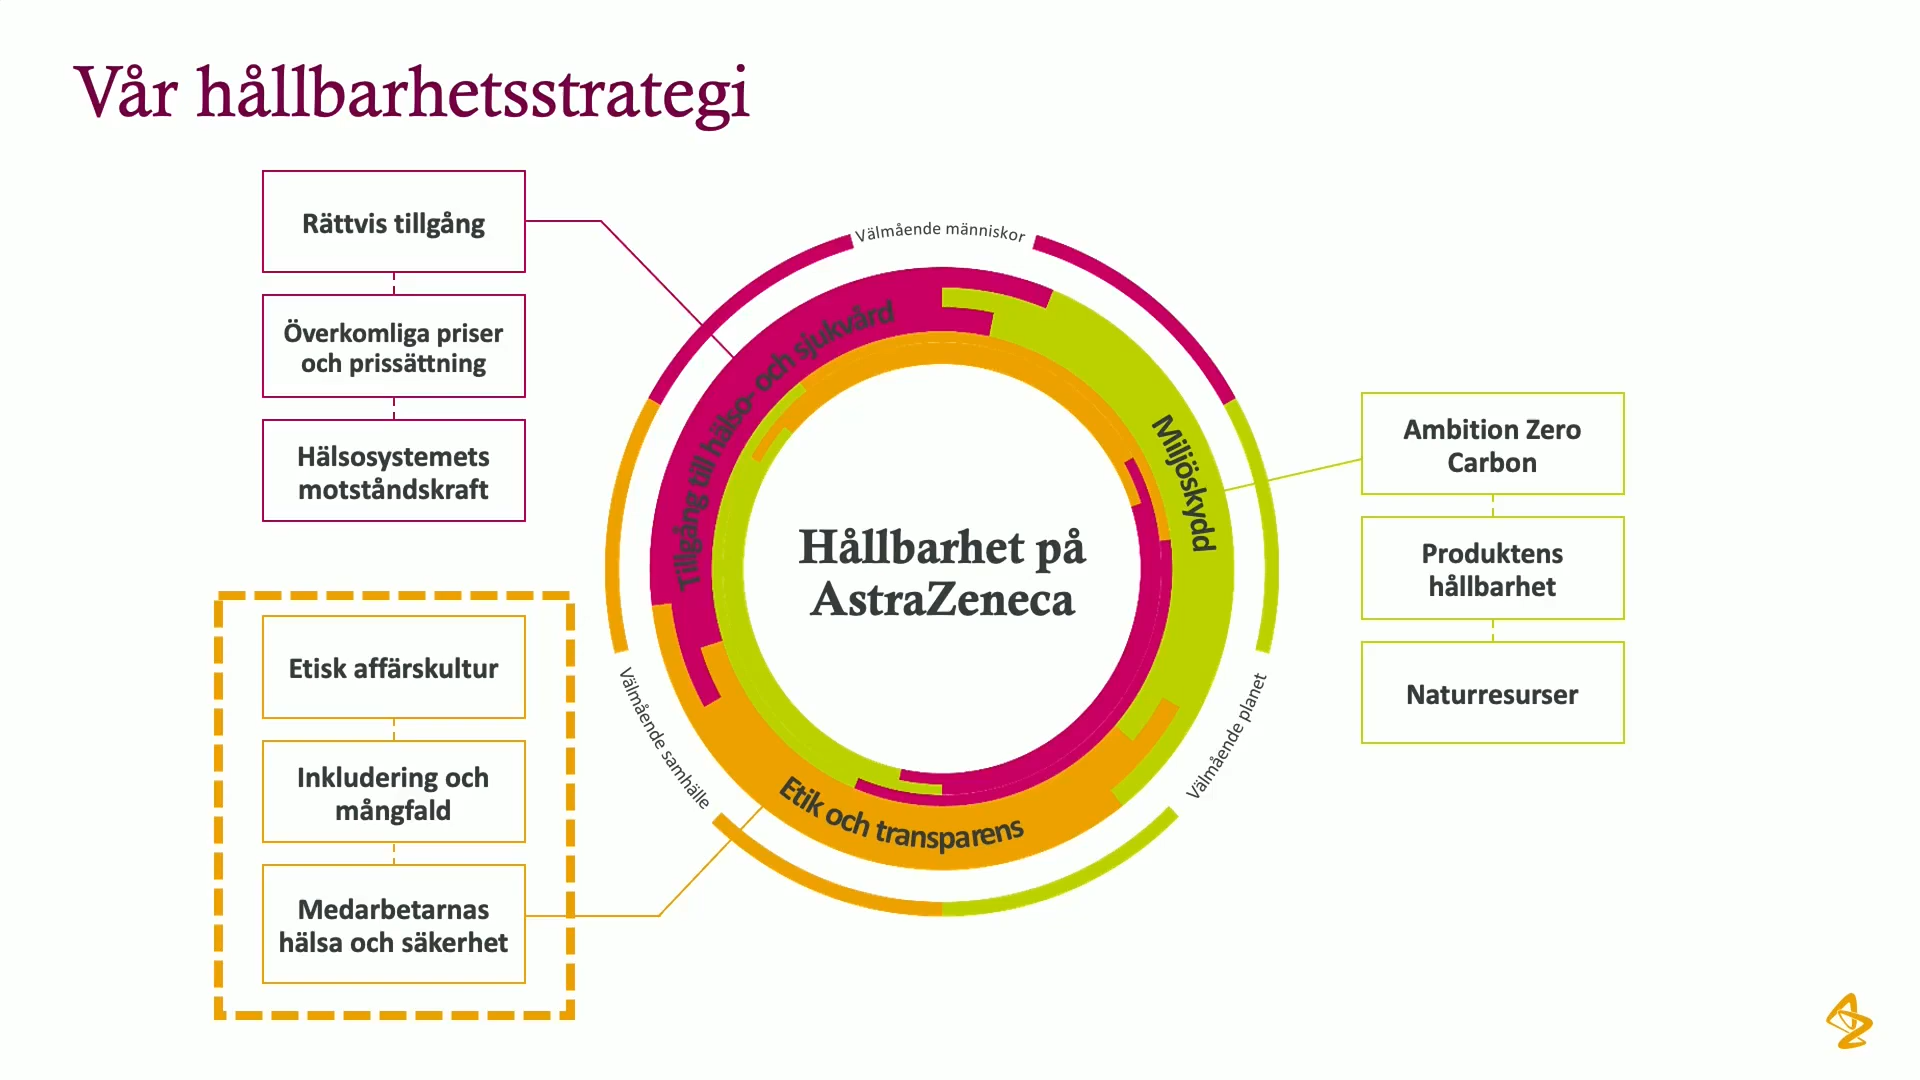 Vår hållbarhetsstrategi
Rättvis tillgång
Överkomliga priser
och prissättning
Hälsosystemets
motståndskraft
Etisk affärskultur
Inkludering och
mångfald
Medarbetarnas
hälsa och säkerhet
Välmående människor
Tillgång till hälso- och sjukvård
Miljöskydd
Hållbarhet på
AstraZeneca
Etik och transparens
Välmående samhälle
Välmående planet
Ambition Zero
Carbon
Produktens
hållbarhet
Naturresurser